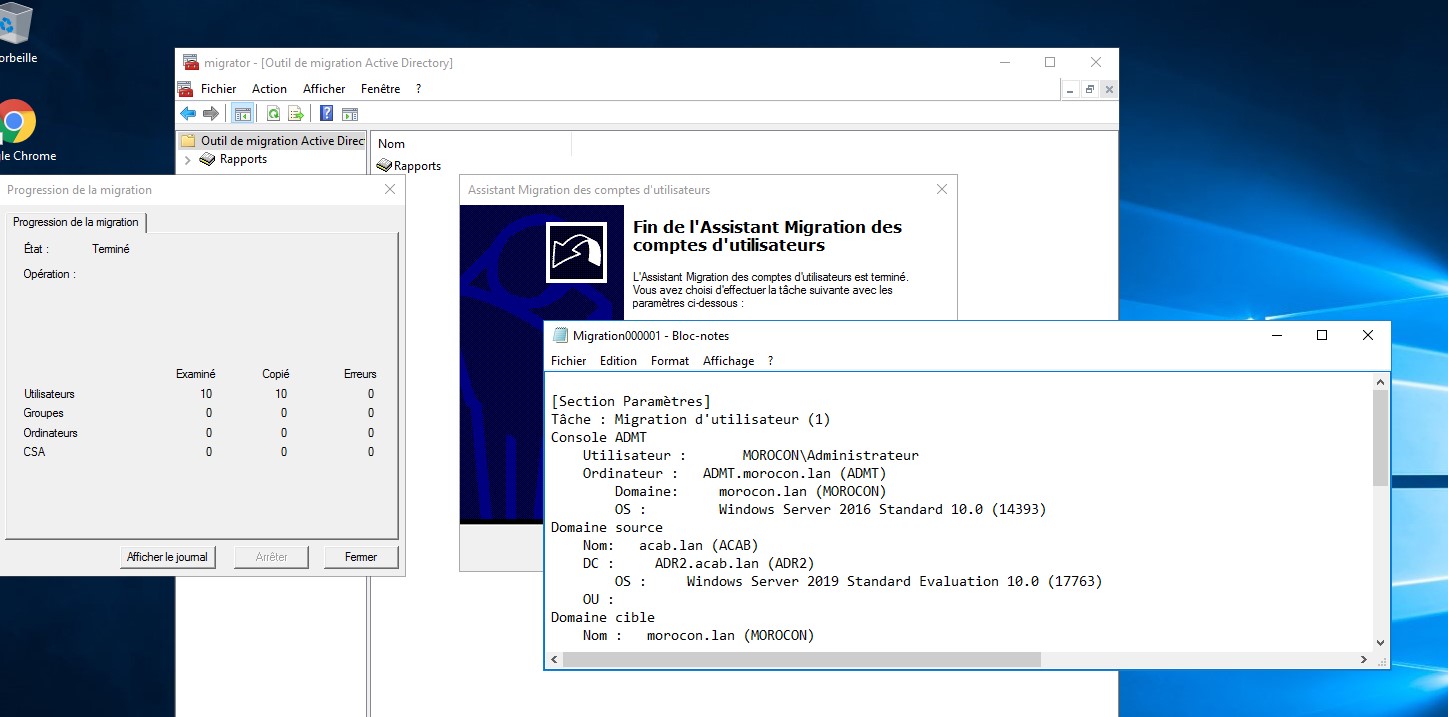 orbeille
le Chrome
migrator - [Outil de migration Active Directory]
Fichier Action Afficher Fenêtre ?
Outil de migration Active Direct
Rapports
Nom
Rapports
Progression de la migration
Progression de la migration
État : Terminé
Opération :
Examiné Copié Erreurs
Utilisateurs 10 10 0
Groupes 0 0 0
Ordinateurs 0 0 0
CSA 0 0 0
Afficher le journal Arrêter Fermer
Assistant Migration des comptes d'utilisateurs
Fin de l'Assistant Migration des
comptes d'utilisateurs
L'Assistant Migration des comptes d'utilisateurs est terminé.
Vous avez choisi d'effectuer la tâche suivante avec les
paramètres ci-dessous :
Migration000001 - Bloc-notes
Fichier Edition Format Affichage ?
[Section Paramètres]
Tâche : Migration d'utilisateur (1)
Console ADMT
Utilisateur : MOROCON\Administrateur
Ordinateur : ADMT.morocon.lan (ADMT)
Domaine: morocon.lan (MOROCON)
OS : Windows Server 2016 Standard 10.0 (14393)
Domaine source
Nom: acab.lan (ACAB)
DC : ADR2.acab.lan (ADR2)
OS : Windows Server 2019 Standard Evaluation 10.0 (17763)
OU :
Domaine cible
Nom : morocon.lan (MOROCON)